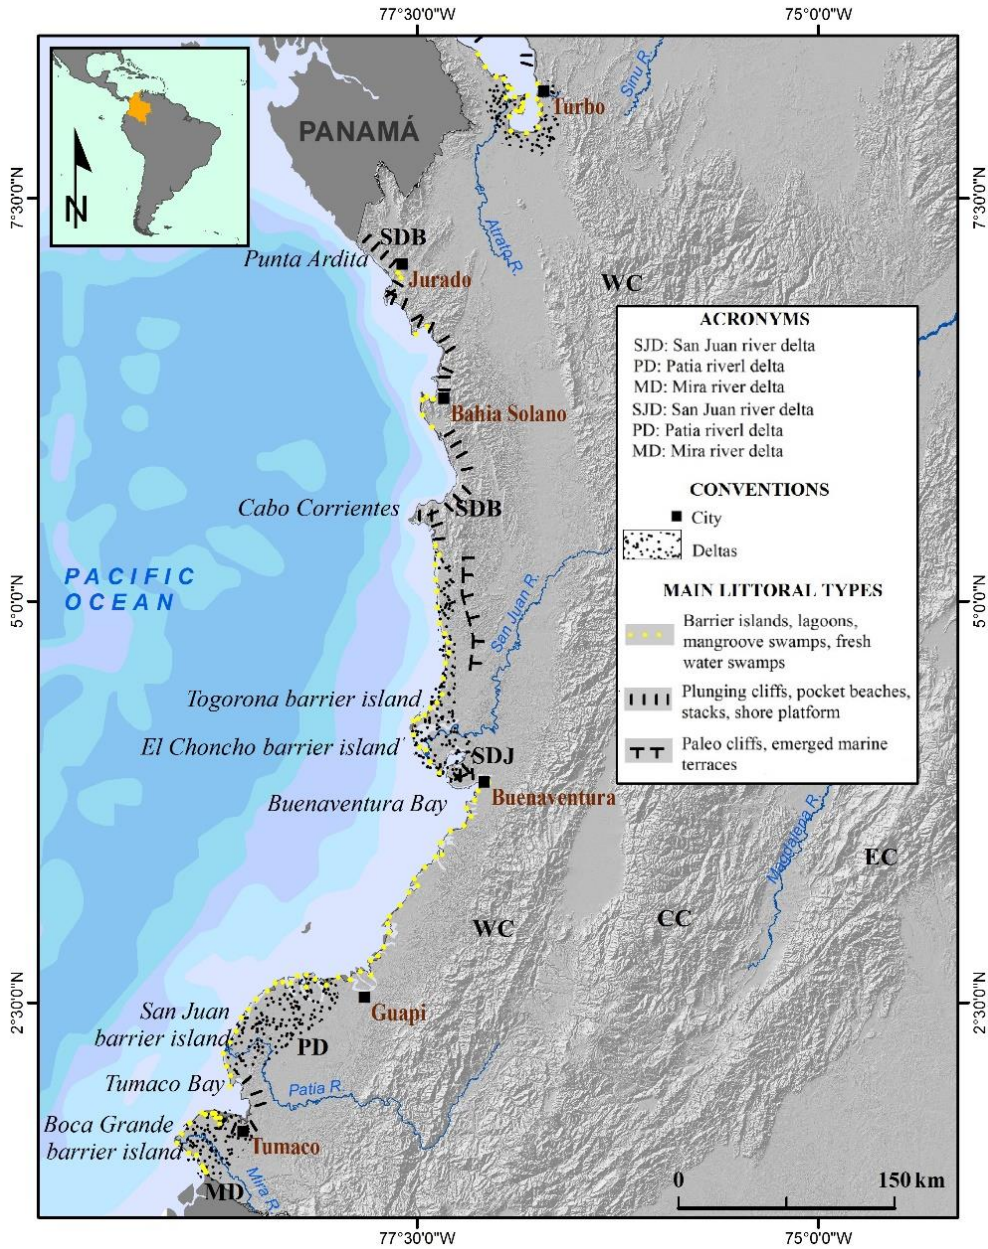 77°30'0"W
75°0'0"W
PANAMÁ
Sinu R.
Turbo
7°30'0"N
7°30'0"N
N
Atrato R.
SDB
Punta Ardita
Jurado
WC
ACRONYMS
SJD: San Juan river delta
PD: Patia riverl delta
MD: Mira river delta
SJD: San Juan river delta
PD: Patia riverl delta
MD: Mira river delta
Bahia Solano
CONVENTIONS
City
Deltas
Cabo Corrientes
SDB
PACIFIC
OCEAN
5°0'0"N
5°0'0"N
San Juan R.
MAIN LITTORAL TYPES
Barrier islands, lagoons,
mangroove swamps, fresh
water swamps
Plunging cliffs, pocket beaches,
stacks, shore platform
Paleo cliffs, emerged marine
terraces
Togorona barrier island
El Choncho barrier island
SDJ
Buenaventura Bay
Buenaventura
Magdalena R.
EC
WC
CC
2°30'0"N
2°30'0"N
San Juan
barrier island
Guapi
PD
Tumaco Bay
Patia R.
Boca Grande
barrier island
Tumaco
Mira R.
MD
0
150 km
77°30'0"W
75°0'0"W